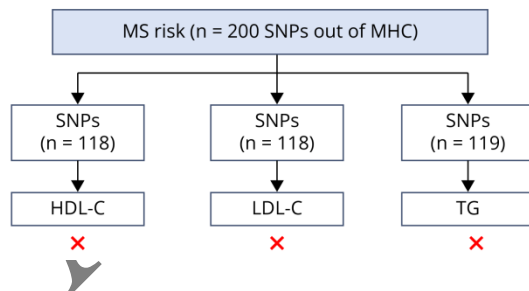 MS risk (n = 200 SNPs out of MHC)
SNPs SNPs SNPs
(n = 118) (n = 118) (n = 119)
HDL-C LDL-C TG